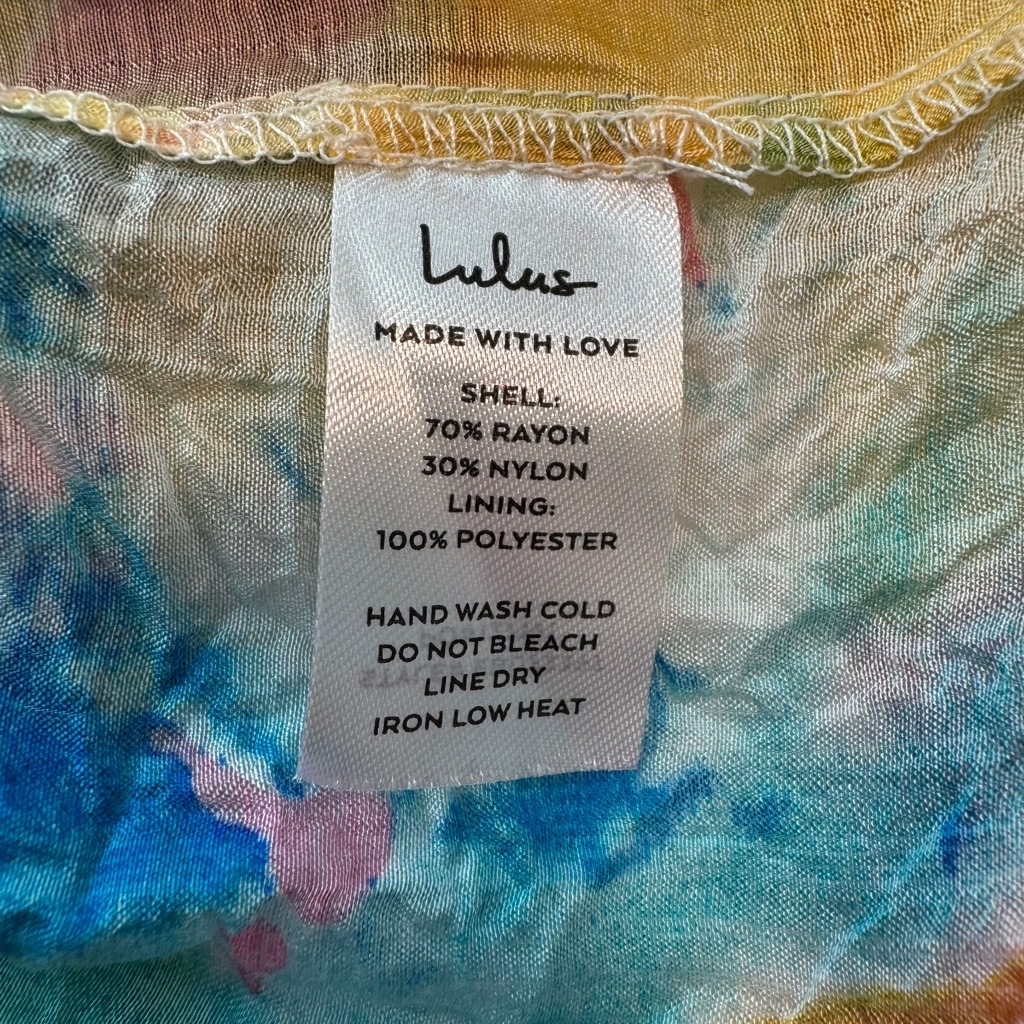 Lulus
MADE WITH LOVE
SHELL:
70% RAYON
30% NYLON
LINING:
100% POLYESTER
HAND WASH COLD
DO NOT BLEACH
LINE DRY
IRON LOW HEAT